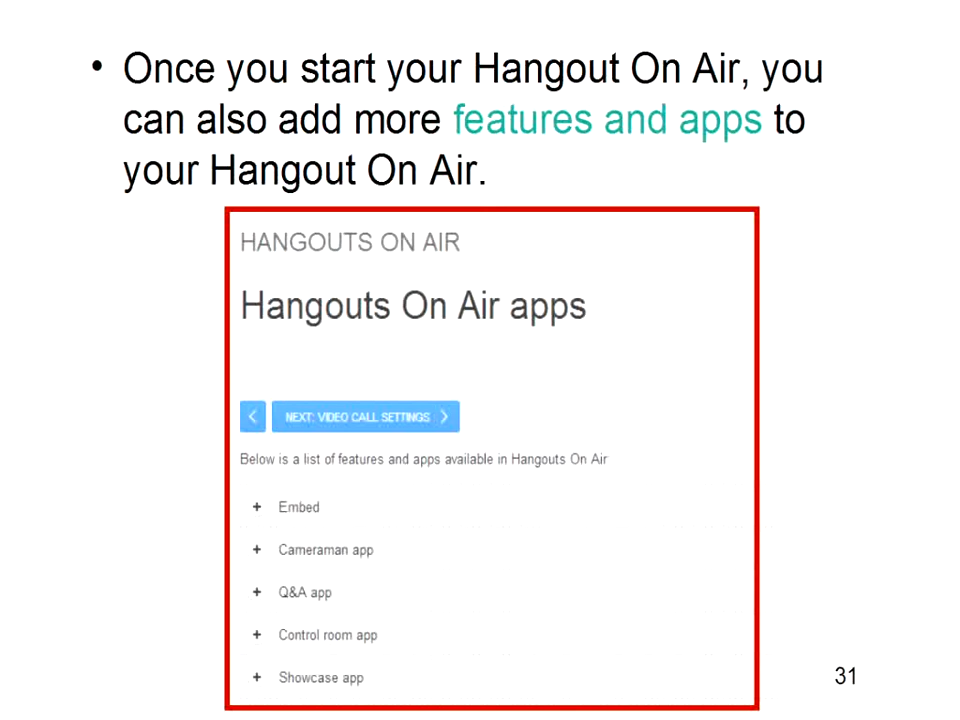 • Once you start your Hangout On Air, you
can also add more features and apps to
your Hangout On Air.
HANGOUTS ON AIR
Hangouts On Air apps
< NEXT: VIDEO CALL SETTINGS >
Below is a list of features and apps available in Hangouts On Air
+ Embed
+ Cameraman app
+ Q&A app
+ Control room app
+ Showcase app
31